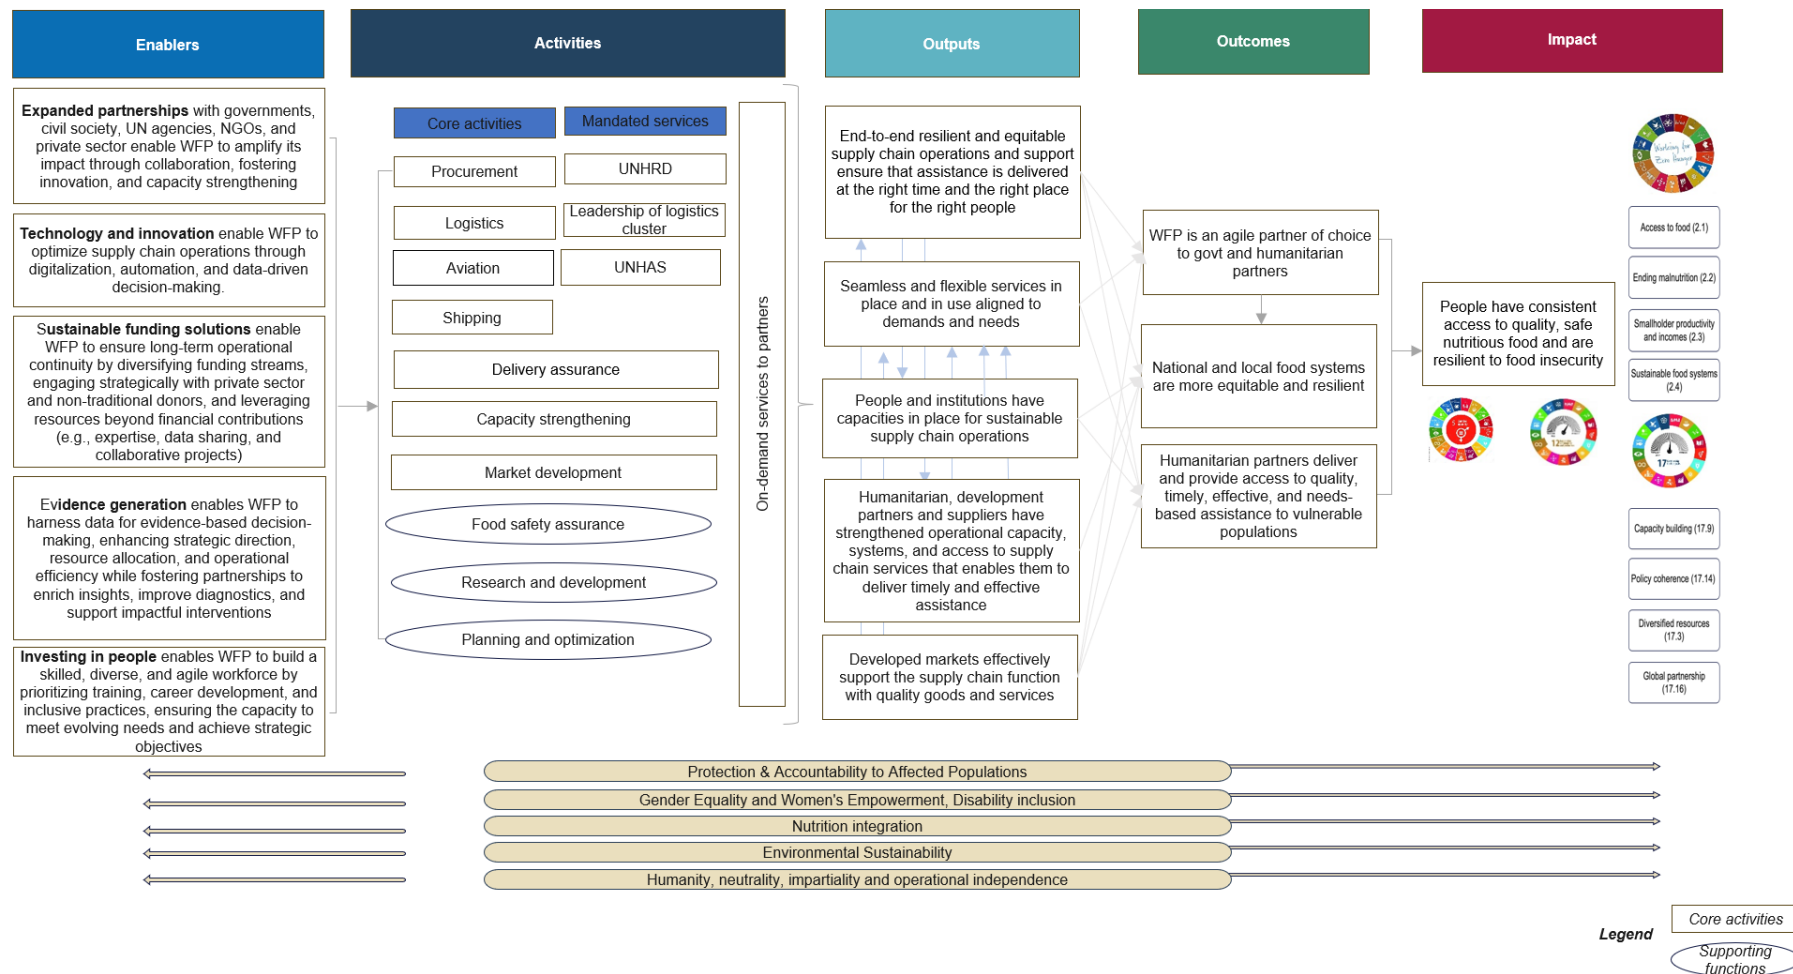 Enablers
Activities
Outputs
Outcomes
Impact
Expanded partnerships with governments,
civil society, UN agencies, NGOs, and
private sector enable WFP to amplify its
impact through collaboration, fostering
innovation, and capacity strengthening
Technology and innovation enable WFP to
optimize supply chain operations through
digitalization, automation, and data-driven
decision-making.
Sustainable funding solutions enable
WFP to ensure long-term operational
continuity by diversifying funding streams,
engaging strategically with private sector
and non-traditional donors, and leveraging
resources beyond financial contributions
(e.g., expertise, data sharing, and
collaborative projects)
Evidence generation enables WFP to
harness data for evidence-based decision-
making, enhancing strategic direction,
resource allocation, and operational
efficiency while fostering partnerships to
enrich insights, improve diagnostics, and
support impactful interventions
Investing in people enables WFP to build a
skilled, diverse, and agile workforce by
prioritizing training, career development, and
inclusive practices, ensuring the capacity to
meet evolving needs and achieve strategic
objectives
Core activities
Mandated services
Procurement
UNHRD
Logistics
Leadership of logistics
cluster
Aviation
UNHAS
Shipping
Delivery assurance
Capacity strengthening
Market development
Food safety assurance
Research and development
Planning and optimization
On-demand services to partners
End-to-end resilient and equitable
supply chain operations and support
ensure that assistance is delivered
at the right time and the right place
for the right people
Seamless and flexible services in
place and in use aligned to
demands and needs
People and institutions have
capacities in place for sustainable
supply chain operations
Humanitarian, development
partners and suppliers have
strengthened operational capacity,
systems, and access to supply
chain services that enables them to
deliver timely and effective
assistance
Developed markets effectively
support the supply chain function
with quality goods and services
WFP is an agile partner of choice
to govt and humanitarian
partners
National and local food systems
are more equitable and resilient
Humanitarian partners deliver
and provide access to quality,
timely, effective, and needs-
based assistance to vulnerable
populations
People have consistent
access to quality, safe
nutritious food and are
resilient to food insecurity
Working for
Zero Hunger
Access to food (2.1)
Ending malnutrition (2.2)
Smallholder productivity
and incomes (2.3)
Sustainable food systems
(2.4)
12
17
Capacity building (17.9)
Policy coherence (17.14)
Diversified resources
(17.3)
Global partnership
(17.16)
Protection & Accountability to Affected Populations
Gender Equality and Women's Empowerment, Disability inclusion
Nutrition integration
Environmental Sustainability
Humanity, neutrality, impartiality and operational independence
Legend
Core activities
Supporting
functions